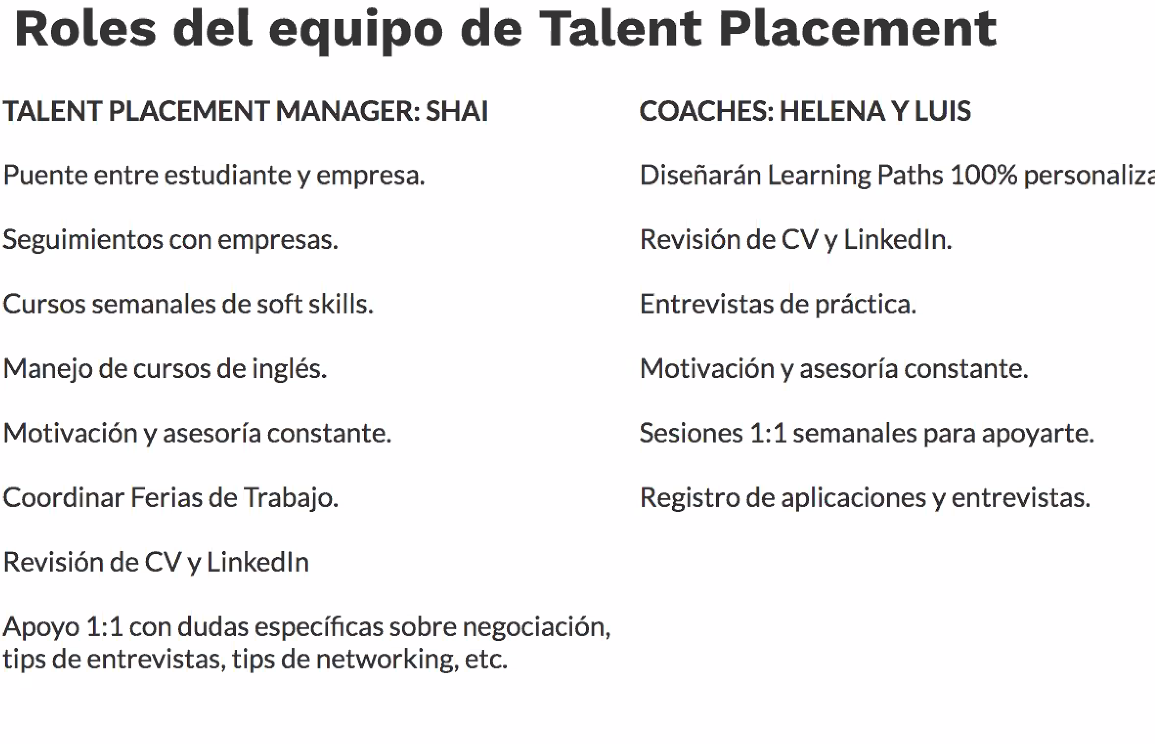 Roles del equipo de Talent Placement
TALENT PLACEMENT MANAGER: SHAI
Puente entre estudiante y empresa.
Seguimientos con empresas.
Cursos semanales de soft skills.
Manejo de cursos de inglés.
Motivación y asesoría constante.
Coordinar Ferias de Trabajo.
Revisión de CV y LinkedIn
Apoyo 1:1 con dudas específicas sobre negociación,
tips de entrevistas, tips de networking, etc.
COACHES: HELENA Y LUIS
Diseñarán Learning Paths 100%
Revisión de CV y LinkedIn.
Entrevistas de práctica.
Motivación y asesoría constante.
Sesiones 1:1 semanales para apoyarte.
Registro de aplicaciones y entrevistas.